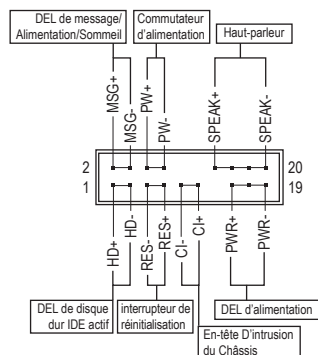 DEL de message/
Alimentation/Sommeil
Commutateur
d'alimentation
Haut-parleur
MSG+
MSG-
PW+
PW-
SPEAK+
SPEAK-
2
20
1
19
HD+
HD-
RES-
RES+
CI-
CI+
PWR+
PWR-
DEL de disque
dur IDE actif
interrupteur de
réinitialisation
DEL d'alimentation
En-tête D'intrusion
du Châssis